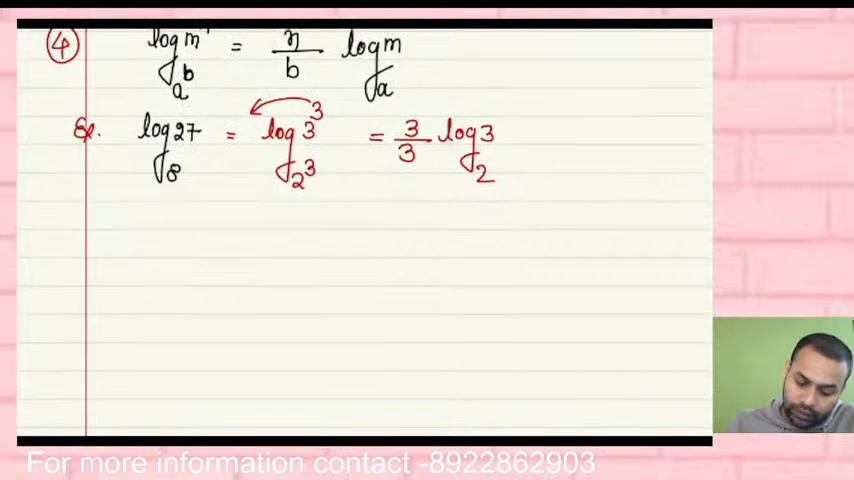 ④ log_{a^b} m^n = n/b log_a m
Ex. log_8 27 = log_{2^3} 3^3 = 3/3 log_2 3
For more information contact -8922862903